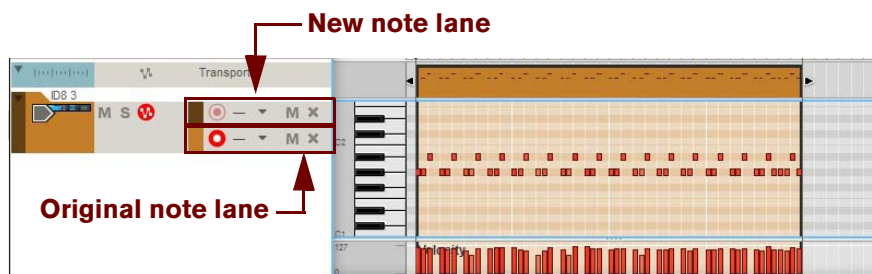 New note lane
Transport
ID8 3
M S
M
M
C2
Original note lane
C1
127
Velocity
0